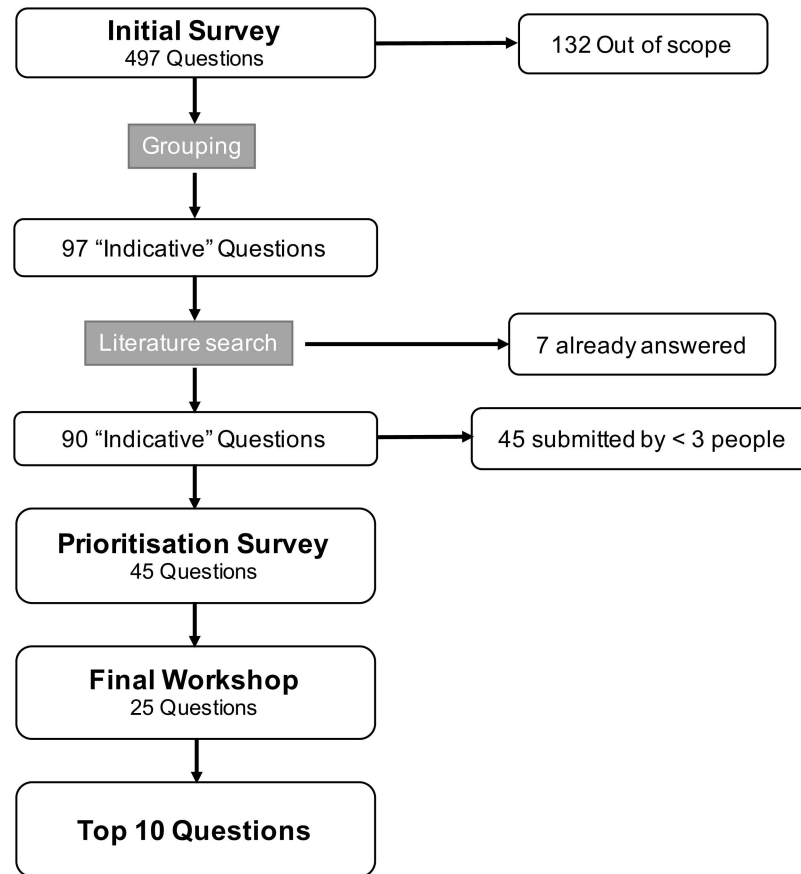 Initial Survey
497 Questions
132 Out of scope
Grouping
97 “Indicative” Questions
Literature search
7 already answered
90 “Indicative” Questions
45 submitted by < 3 people
Prioritisation Survey
45 Questions
Final Workshop
25 Questions
Top 10 Questions